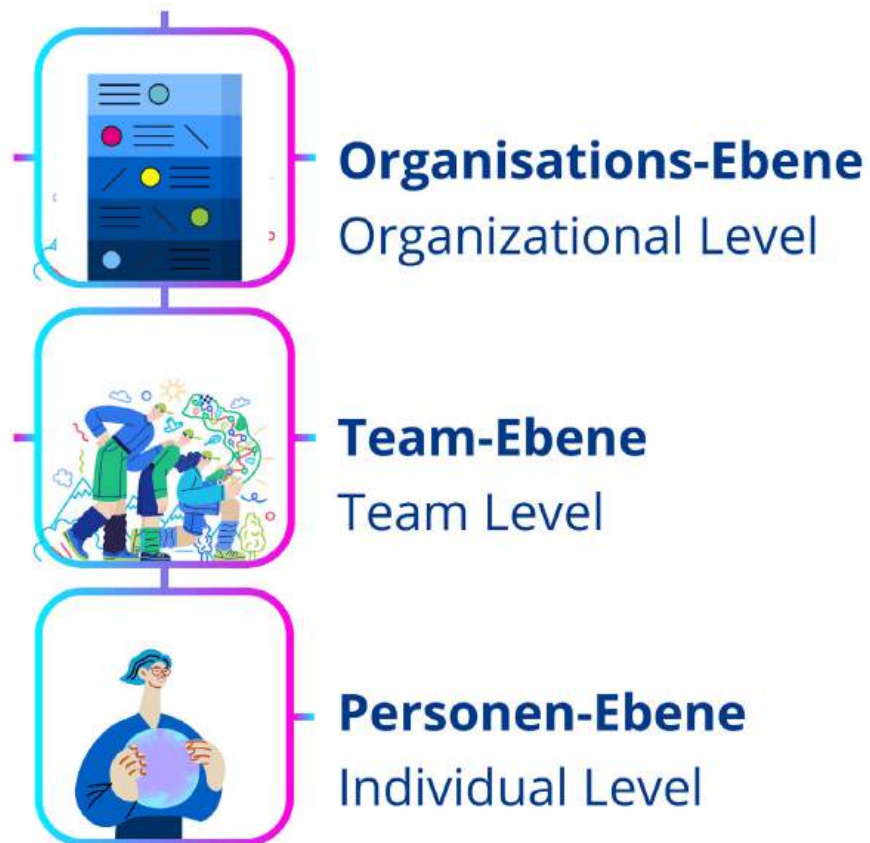 Organisations-Ebene
Organizational Level
Team-Ebene
Team Level
Personen-Ebene
Individual Level